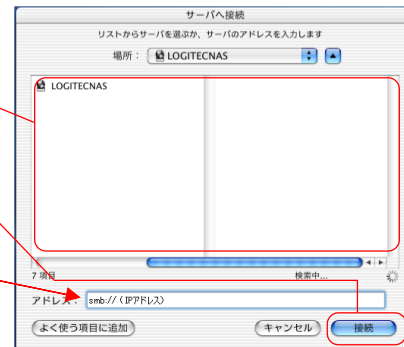 サーバへ接続
リストからサーバを選ぶか、サーバのアドレスを入力します
場所： LOGITECNAS
LOGITECNAS
7 項目 検索中...
アドレス： smb://（IPアドレス）
よく使う項目に追加 キャンセル 接続